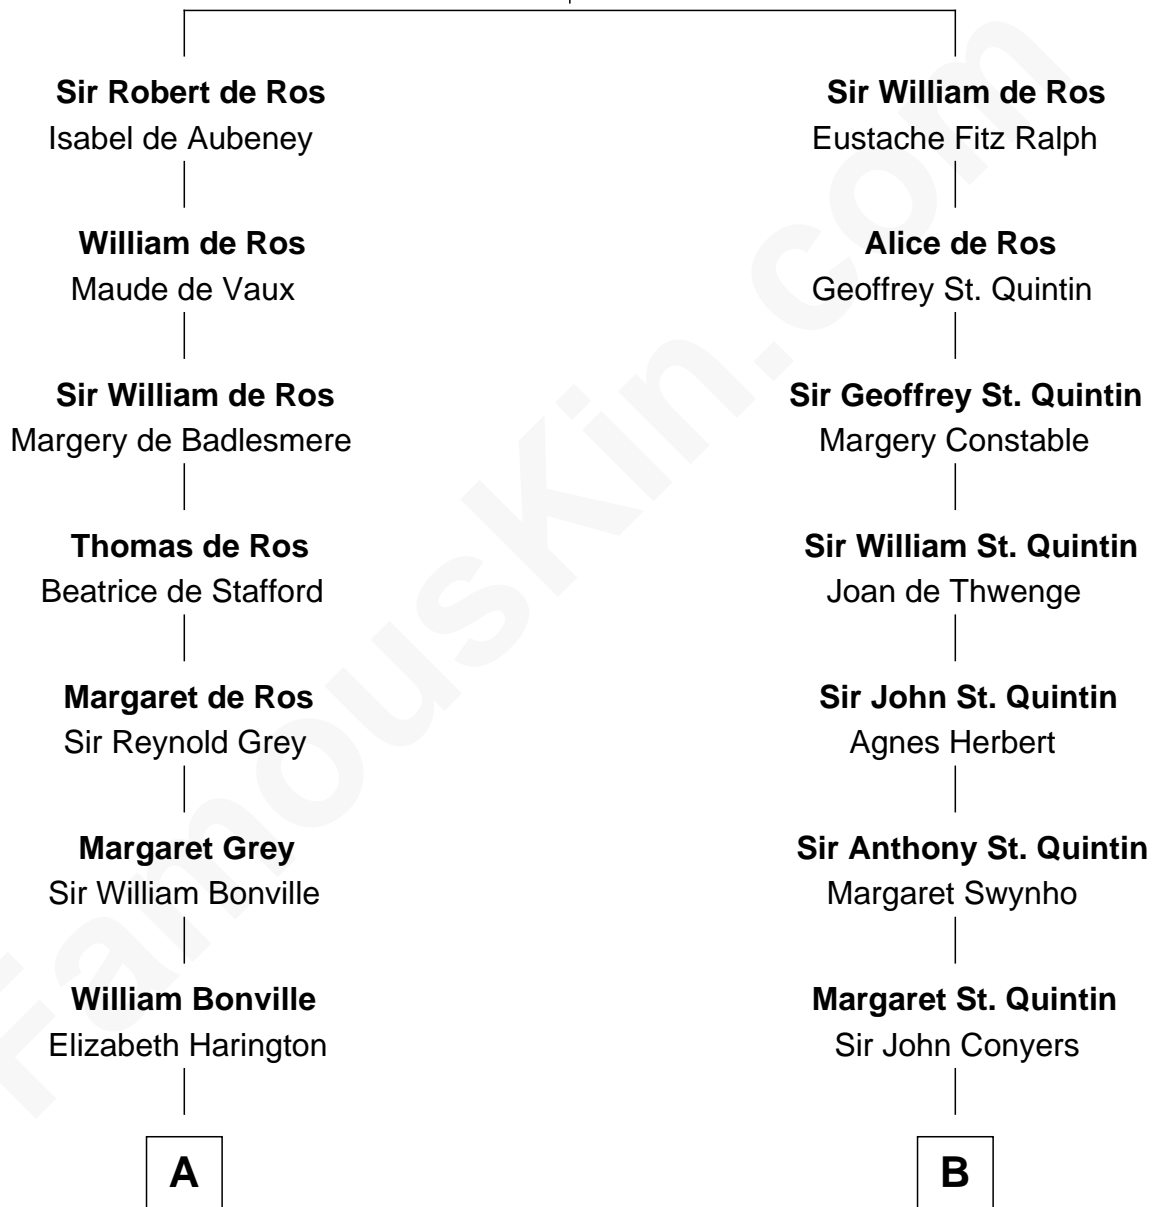 Sir Robert de Ros
Isabel de Aubeney
William de Ros
Maude de Vaux
Sir William de Ros
Margery de Badlesmere
Thomas de Ros
Beatrice de Stafford
Margaret de Ros
Sir Reynold Grey
Margaret Grey
Sir William Bonville
William Bonville
Elizabeth Harington
A
Sir William de Ros
Eustache Fitz Ralph
Alice de Ros
Geoffrey St. Quintin
Sir Geoffrey St. Quintin
Margery Constable
Sir William St. Quintin
Joan de Thwenge
Sir John St. Quintin
Agnes Herbert
Sir Anthony St. Quintin
Margaret Swynho
Margaret St. Quintin
Sir John Conyers
B
FamousKin.com